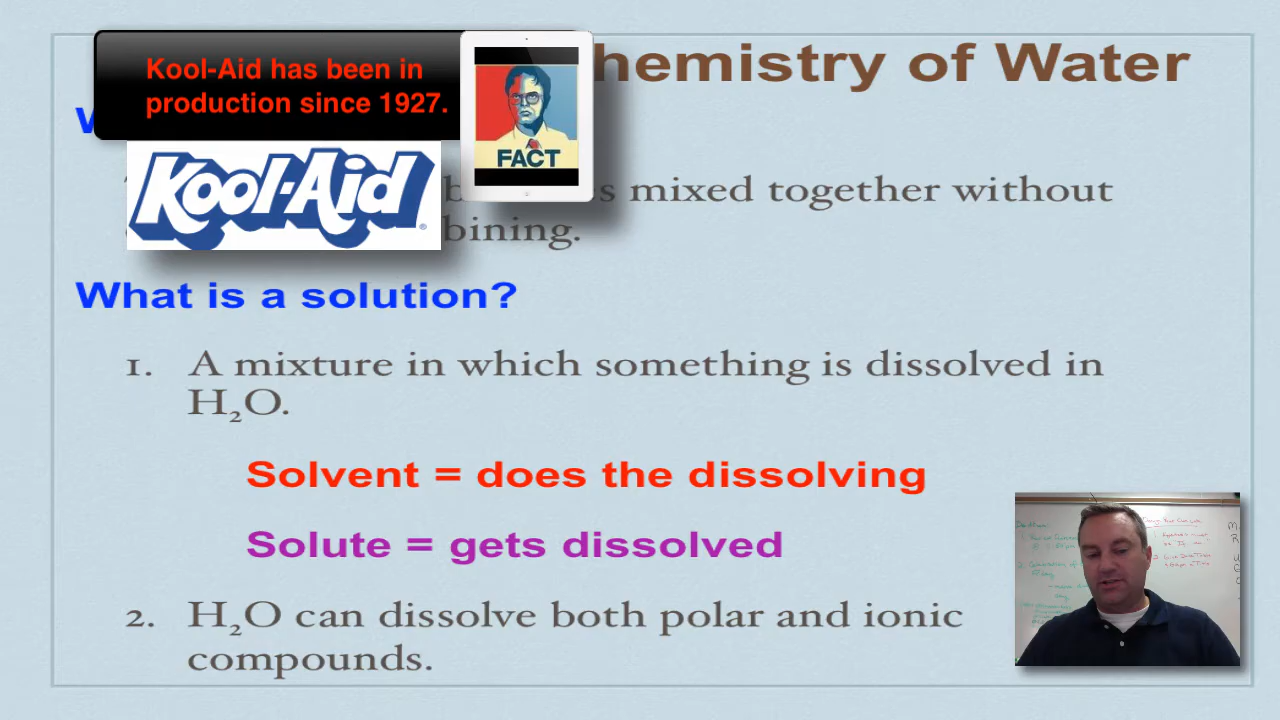 Kool-Aid has been in
production since 1927.
hemistry of Water
FACT
Kool-Aid
mixed together without
bining.
What is a solution?
1. A mixture in which something is dissolved in
H₂O.
Solvent = does the dissolving
Solute = gets dissolved
2. H₂O can dissolve both polar and ionic
compounds.